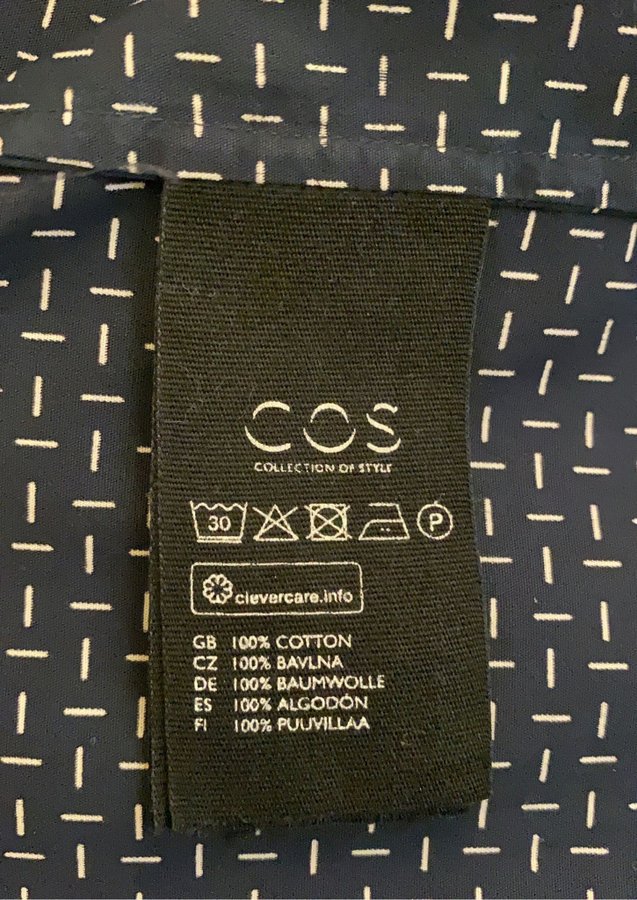 COS
COLLECTION OF STYLE
30 P
clevercare.info
GB 100% COTTON
CZ 100% BAVLNA
DE 100% BAUMWOLLE
ES 100% ALGODÓN
FI 100% PUUVILLAA